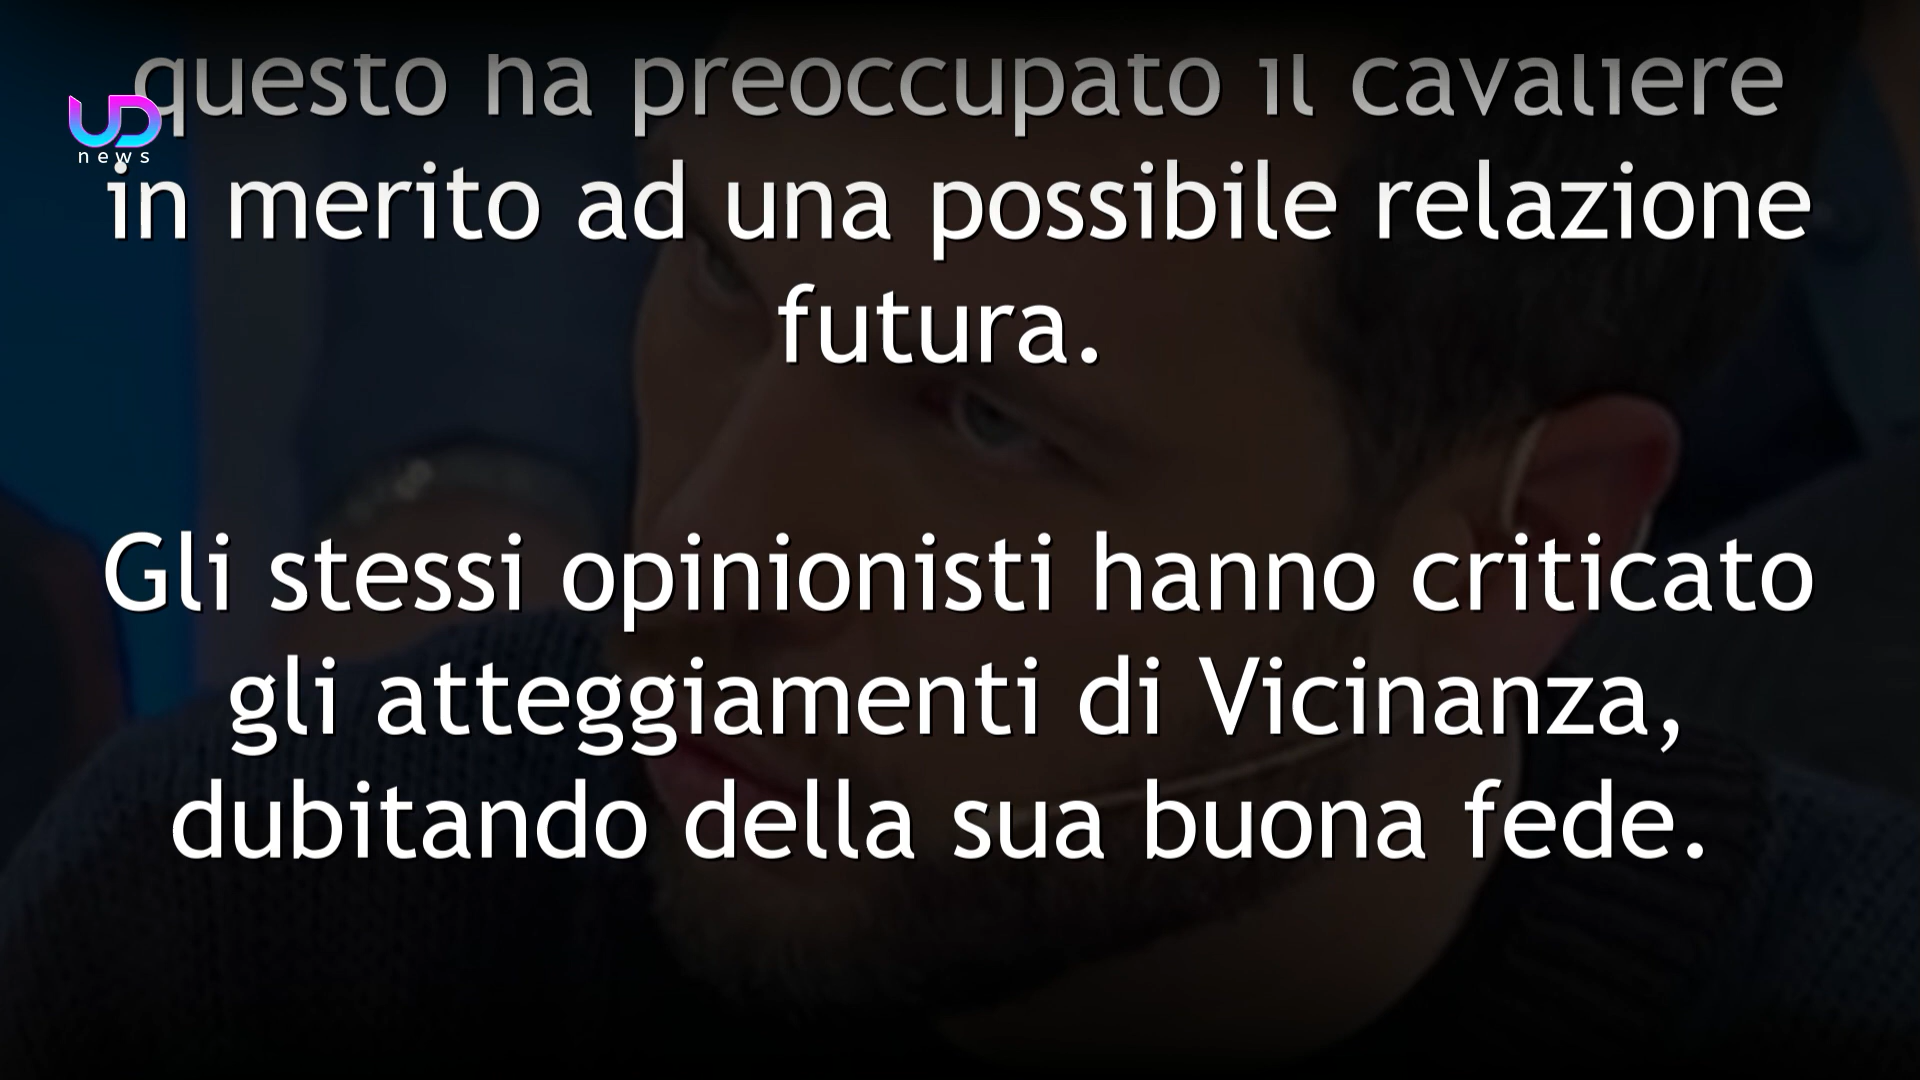 questo ha preoccupato il cavaliere
UD
news
in merito ad una possibile relazione
futura.
Gli stessi opinionisti hanno criticato
gli atteggiamenti di Vicinanza,
dubitando della sua buona fede.